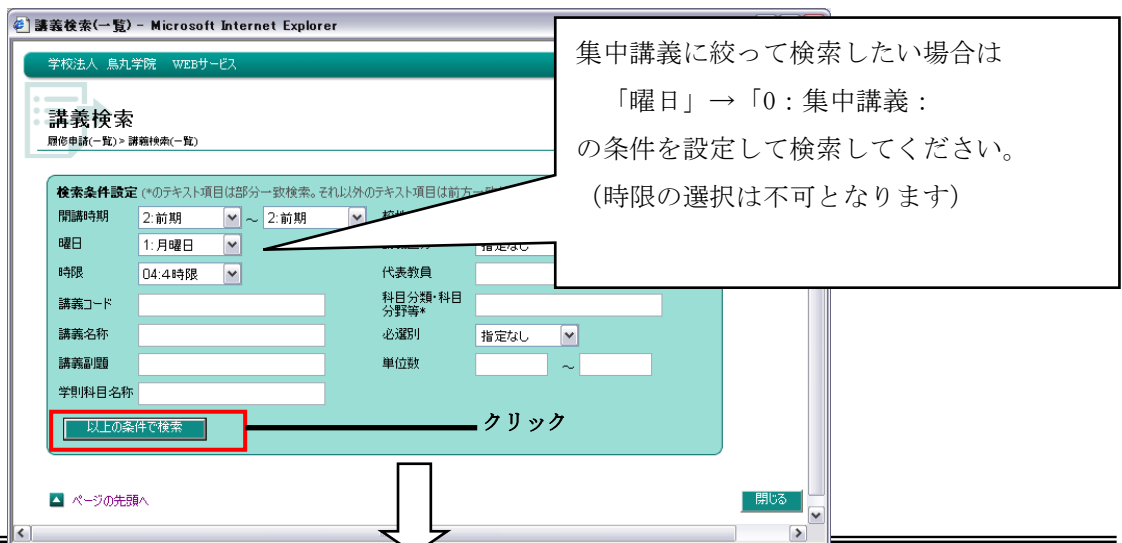 講義検索(一覧) - Microsoft Internet Explorer
学校法人 烏丸学院 WEBサービス
講義検索
履修申請(一覧)> 講義検索(一覧)
集中講義に絞って検索したい場合は
「曜日」→「0：集中講義：
の条件を設定して検索してください。
（時限の選択は不可となります）
検索条件設定 (*のテキスト項目は部分一致検索。それ以外のテキスト項目は前方
開講時期 2:前期 ～ 2:前期
曜日 1:月曜日 指定なし
時限 04:4時限 代表教員
講義コード 科目分類・科目
分野等*
講義名称 必選別 指定なし
講義副題 単位数 ～
学則科目名称
以上の条件で検索
クリック
ページの先頭へ
閉じる